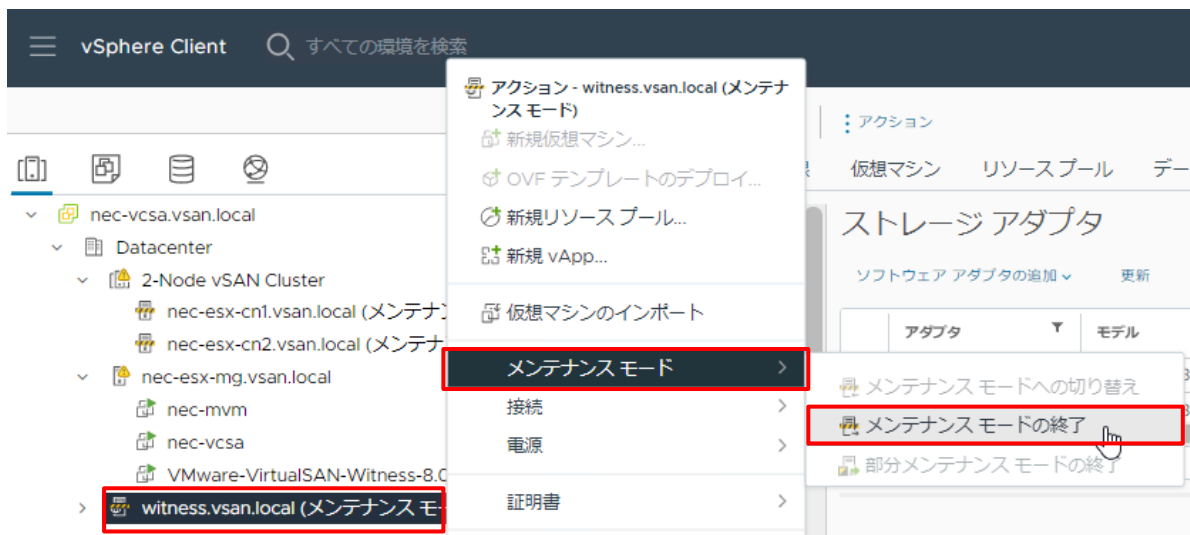 vSphere Client
すべての環境を検索
アクション - witness.vsan.local (メンテナ
ンス モード)
新規仮想マシン...
OVF テンプレートのデプロイ...
新規リソース プール...
新規 vApp...
仮想マシンのインポート
メンテナンス モード
接続
電源
証明書
アクション
仮想マシン リソース プール デー
nec-vcsa.vsan.local
Datacenter
2-Node vSAN Cluster
nec-esx-cn1.vsan.local (メンテナン
nec-esx-cn2.vsan.local (メンテナ
nec-esx-mg.vsan.local
nec-mvm
nec-vcsa
VMware-VirtualSAN-Witness-8.0
witness.vsan.local (メンテナンス モー
ストレージ アダプタ
ソフトウェア アダプタの追加 更新
アダプタ モデル
メンテナンス モードへの切り替え
メンテナンス モードの終了
部分メンテナンス モードの終了